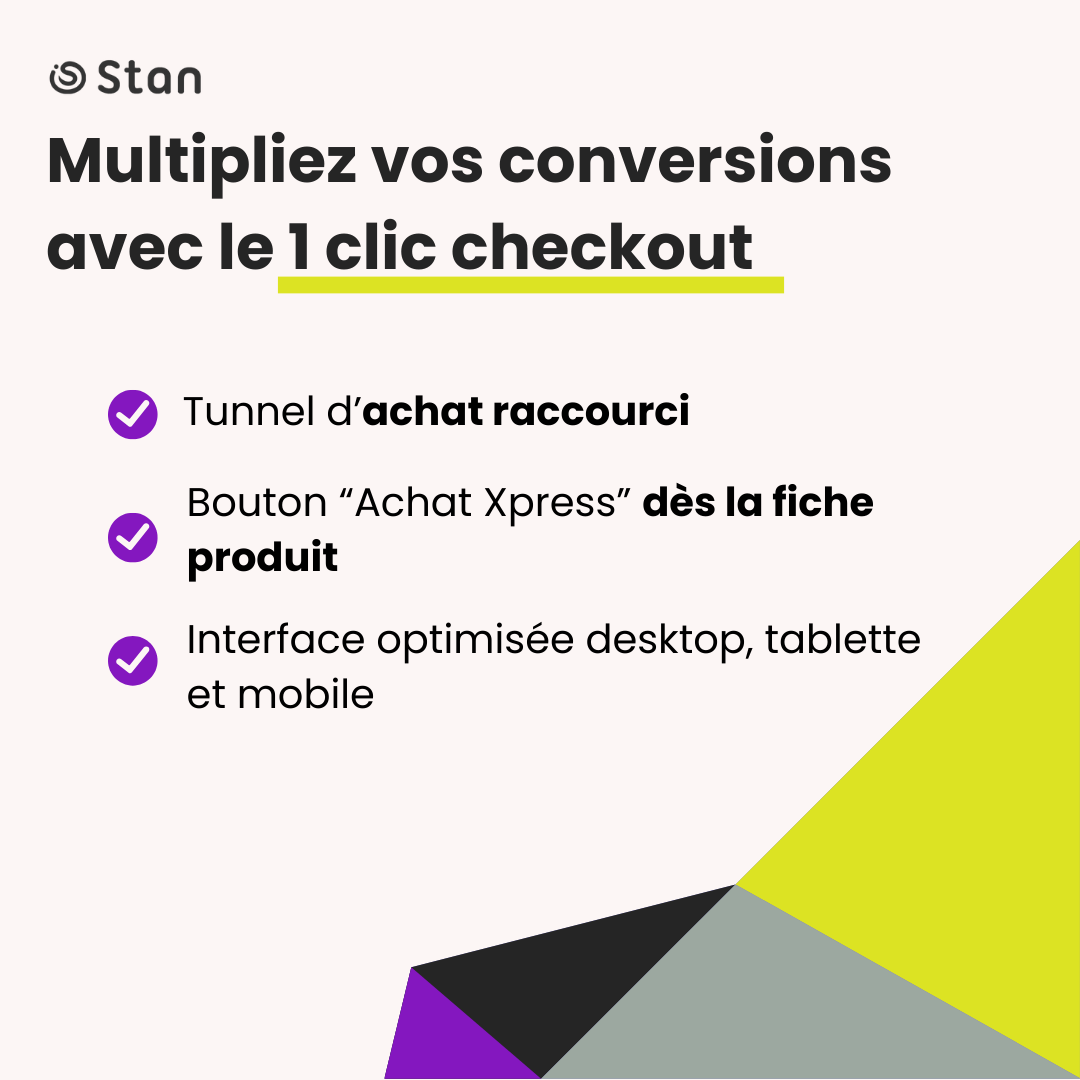 Stan
Multipliez vos conversions
avec le 1 clic checkout
Tunnel d’achat raccourci
Bouton “Achat Xpress” dès la fiche
produit
Interface optimisée desktop, tablette
et mobile